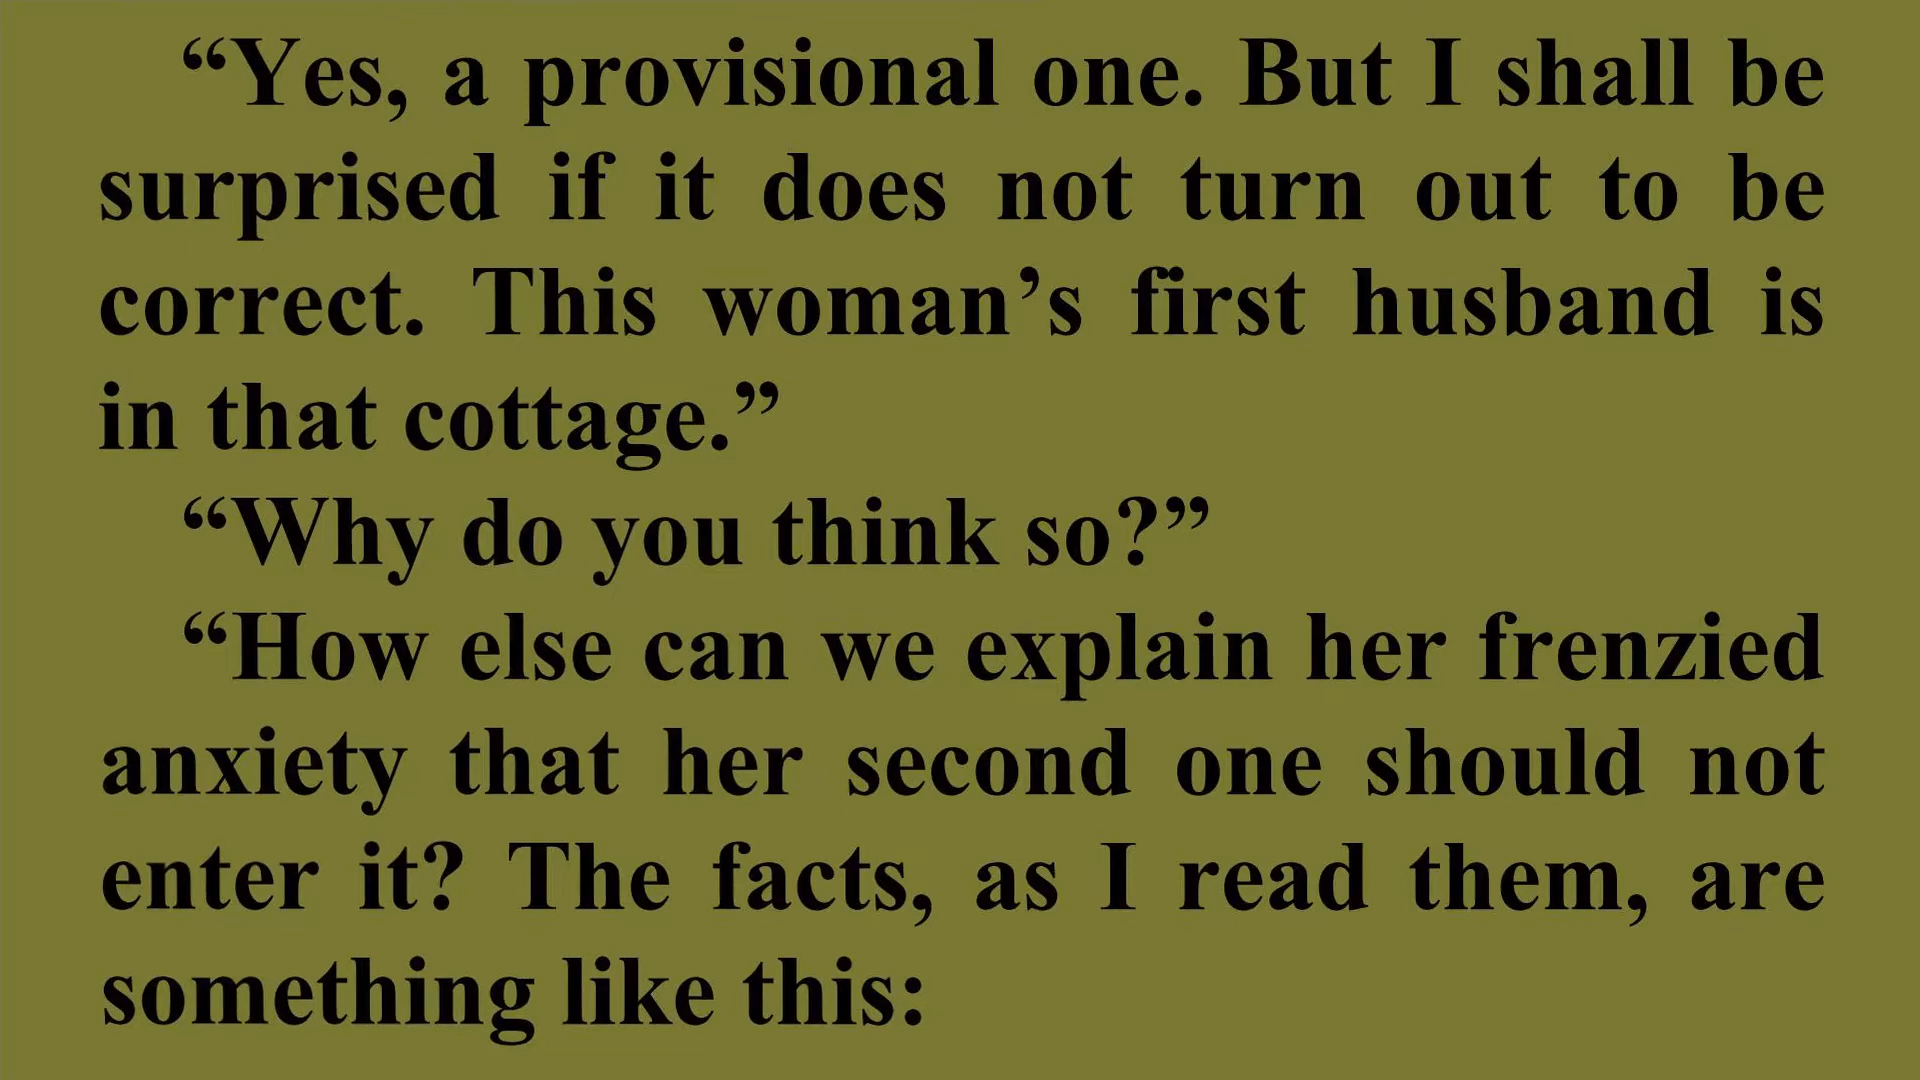 “Yes, a provisional one. But I shall be
surprised if it does not turn out to be
correct. This woman’s first husband is
in that cottage.”
“Why do you think so?”
“How else can we explain her frenzied
anxiety that her second one should not
enter it? The facts, as I read them, are
something like this: